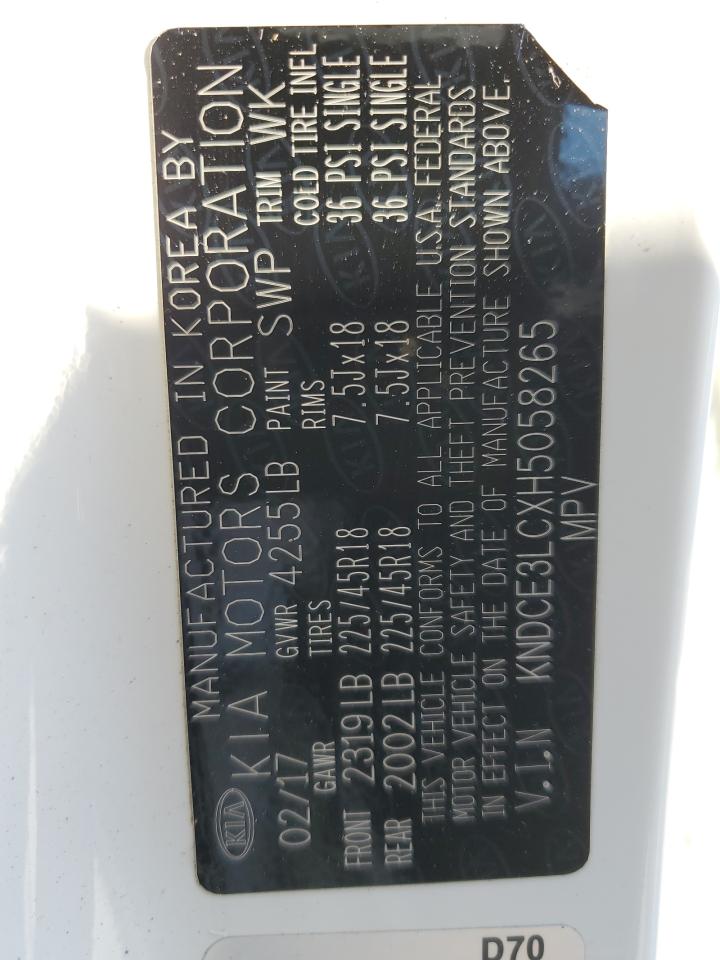 MANUFACTURED IN KOREA BY
KIA KIA MOTORS CORPORATION
02/17 GVWR 4255LB PAINT SWP TRIM WK
GAWR TIRES RIMS COLD TIRE INFL
FRONT 2319LB 225/45R18 7.5Jx18 36 PSI SINGLE
REAR 2002LB 225/45R18 7.5Jx18 36 PSI SINGLE
THIS VEHICLE CONFORMS TO ALL APPLICABLE U.S.A. FEDERAL
MOTOR VEHICLE SAFETY AND THEFT PREVENTION STANDARDS
IN EFFECT ON THE DATE OF MANUFACTURE SHOWN ABOVE.
V.I.N KNDCE3LCXH5058265
MPV
D70